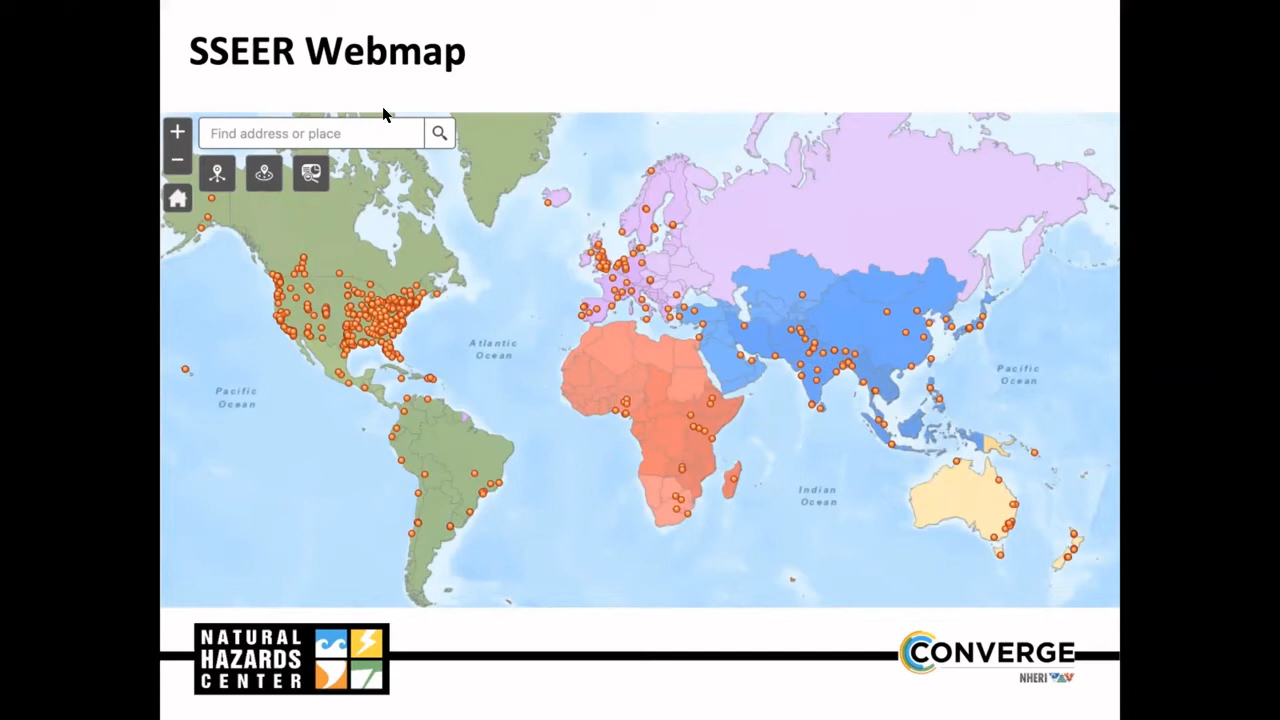 SSEER Webmap
+
Find address or place
−
Atlantic
Ocean
Pacific
Ocean
Pacific
Ocean
Indian
Ocean
NATURAL
HAZARDS
CENTER
CONVERGE
NHERI